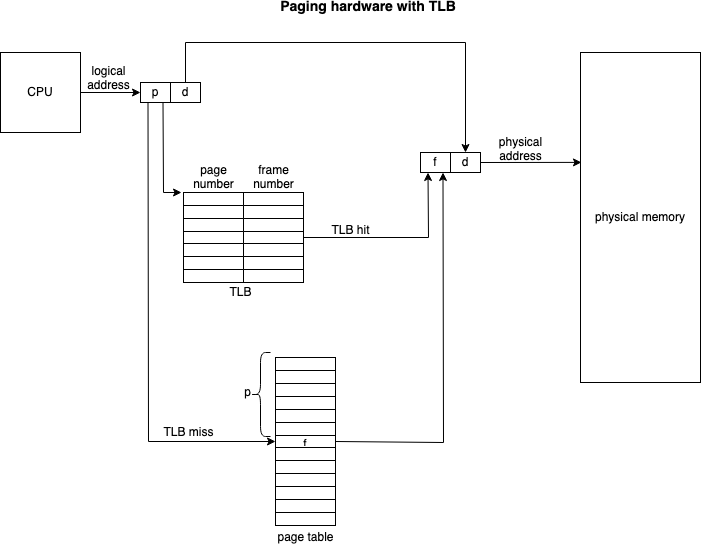 Paging hardware with TLB
CPU
logical
address
p
d
page
number
frame
number
TLB
TLB hit
f
d
physical
address
physical memory
p
TLB miss
f
page table